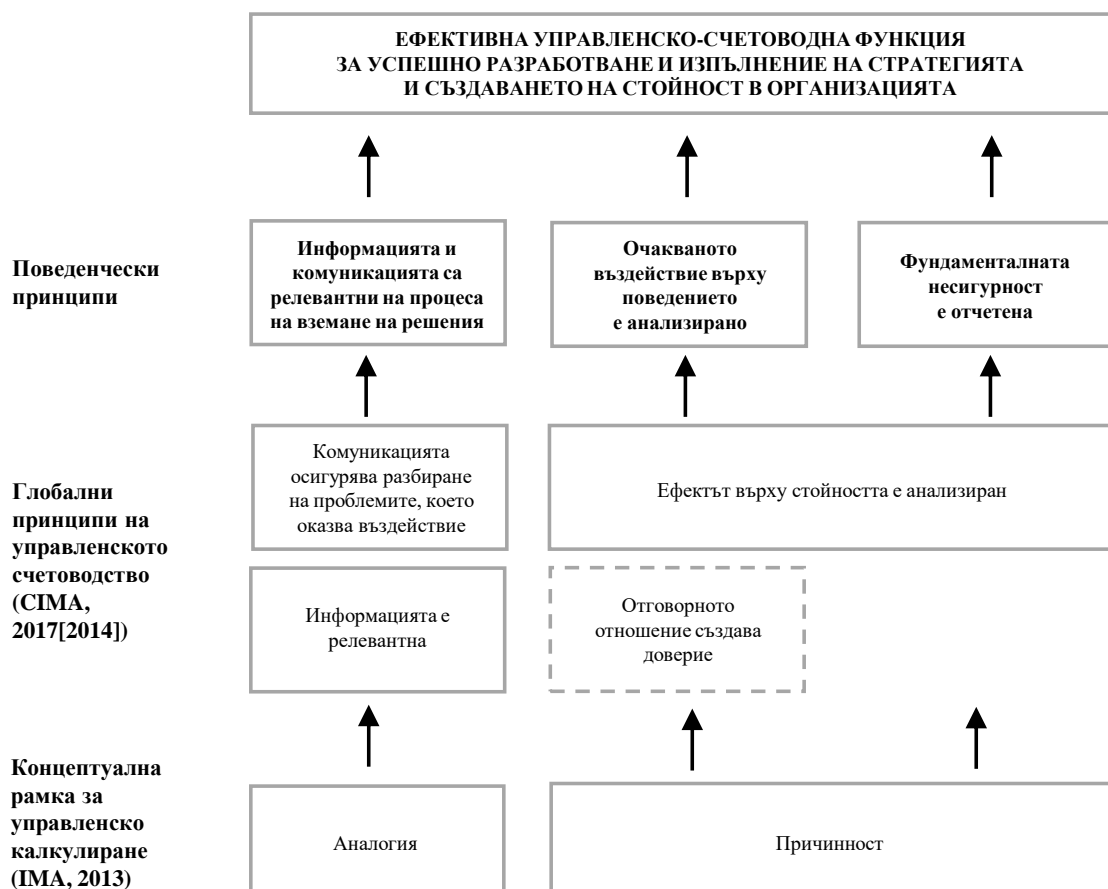 ЕФЕКТИВНА УПРАВЛЕНСКО-СЧЕТОВОДНА ФУНКЦИЯ
ЗА УСПЕШНО РАЗРАБОТВАНЕ И ИЗПЪЛНЕНИЕ НА СТРАТЕГИЯТА
И СЪЗДАВАНЕТО НА СТОЙНОСТ В ОРГАНИЗАЦИЯТА
Поведенчески
принципи
Информацията и
комуникацията са
релевантни на процеса
на вземане на решения
Очакваното
въздействие върху
поведението
е анализирано
Фундаменталната
несигурност
е отчетена
Глобални
принципи на
управленското
счетоводство
(CIMA,
2017[2014])
Комуникацията
осигурява разбиране
на проблемите, което
оказва въздействие
Ефектът върху стойността е анализиран
Информацията е
релевантна
Отговорното
отношение създава
доверие
Концептуална
рамка за
управленско
калкулиране
(IMA, 2013)
Аналогия
Причинност